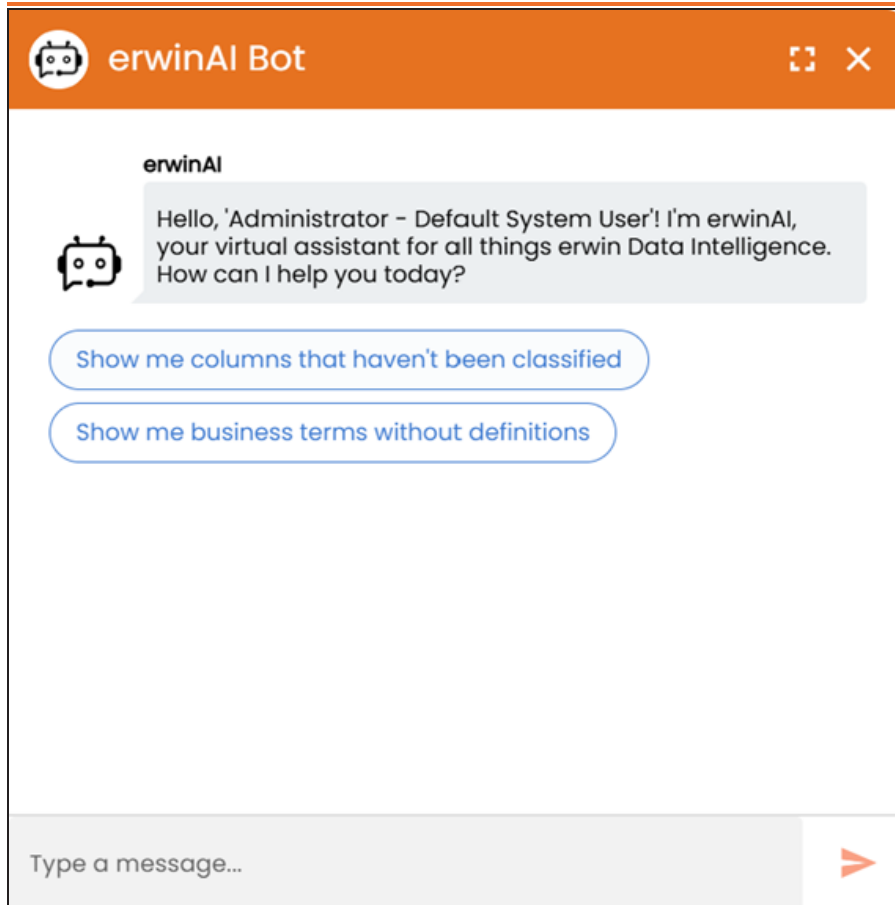 erwinAI Bot
erwinAI
Hello, 'Administrator - Default System User'! I'm erwinAI,
your virtual assistant for all things erwin Data Intelligence.
How can I help you today?
Show me columns that haven't been classified
Show me business terms without definitions
Type a message...